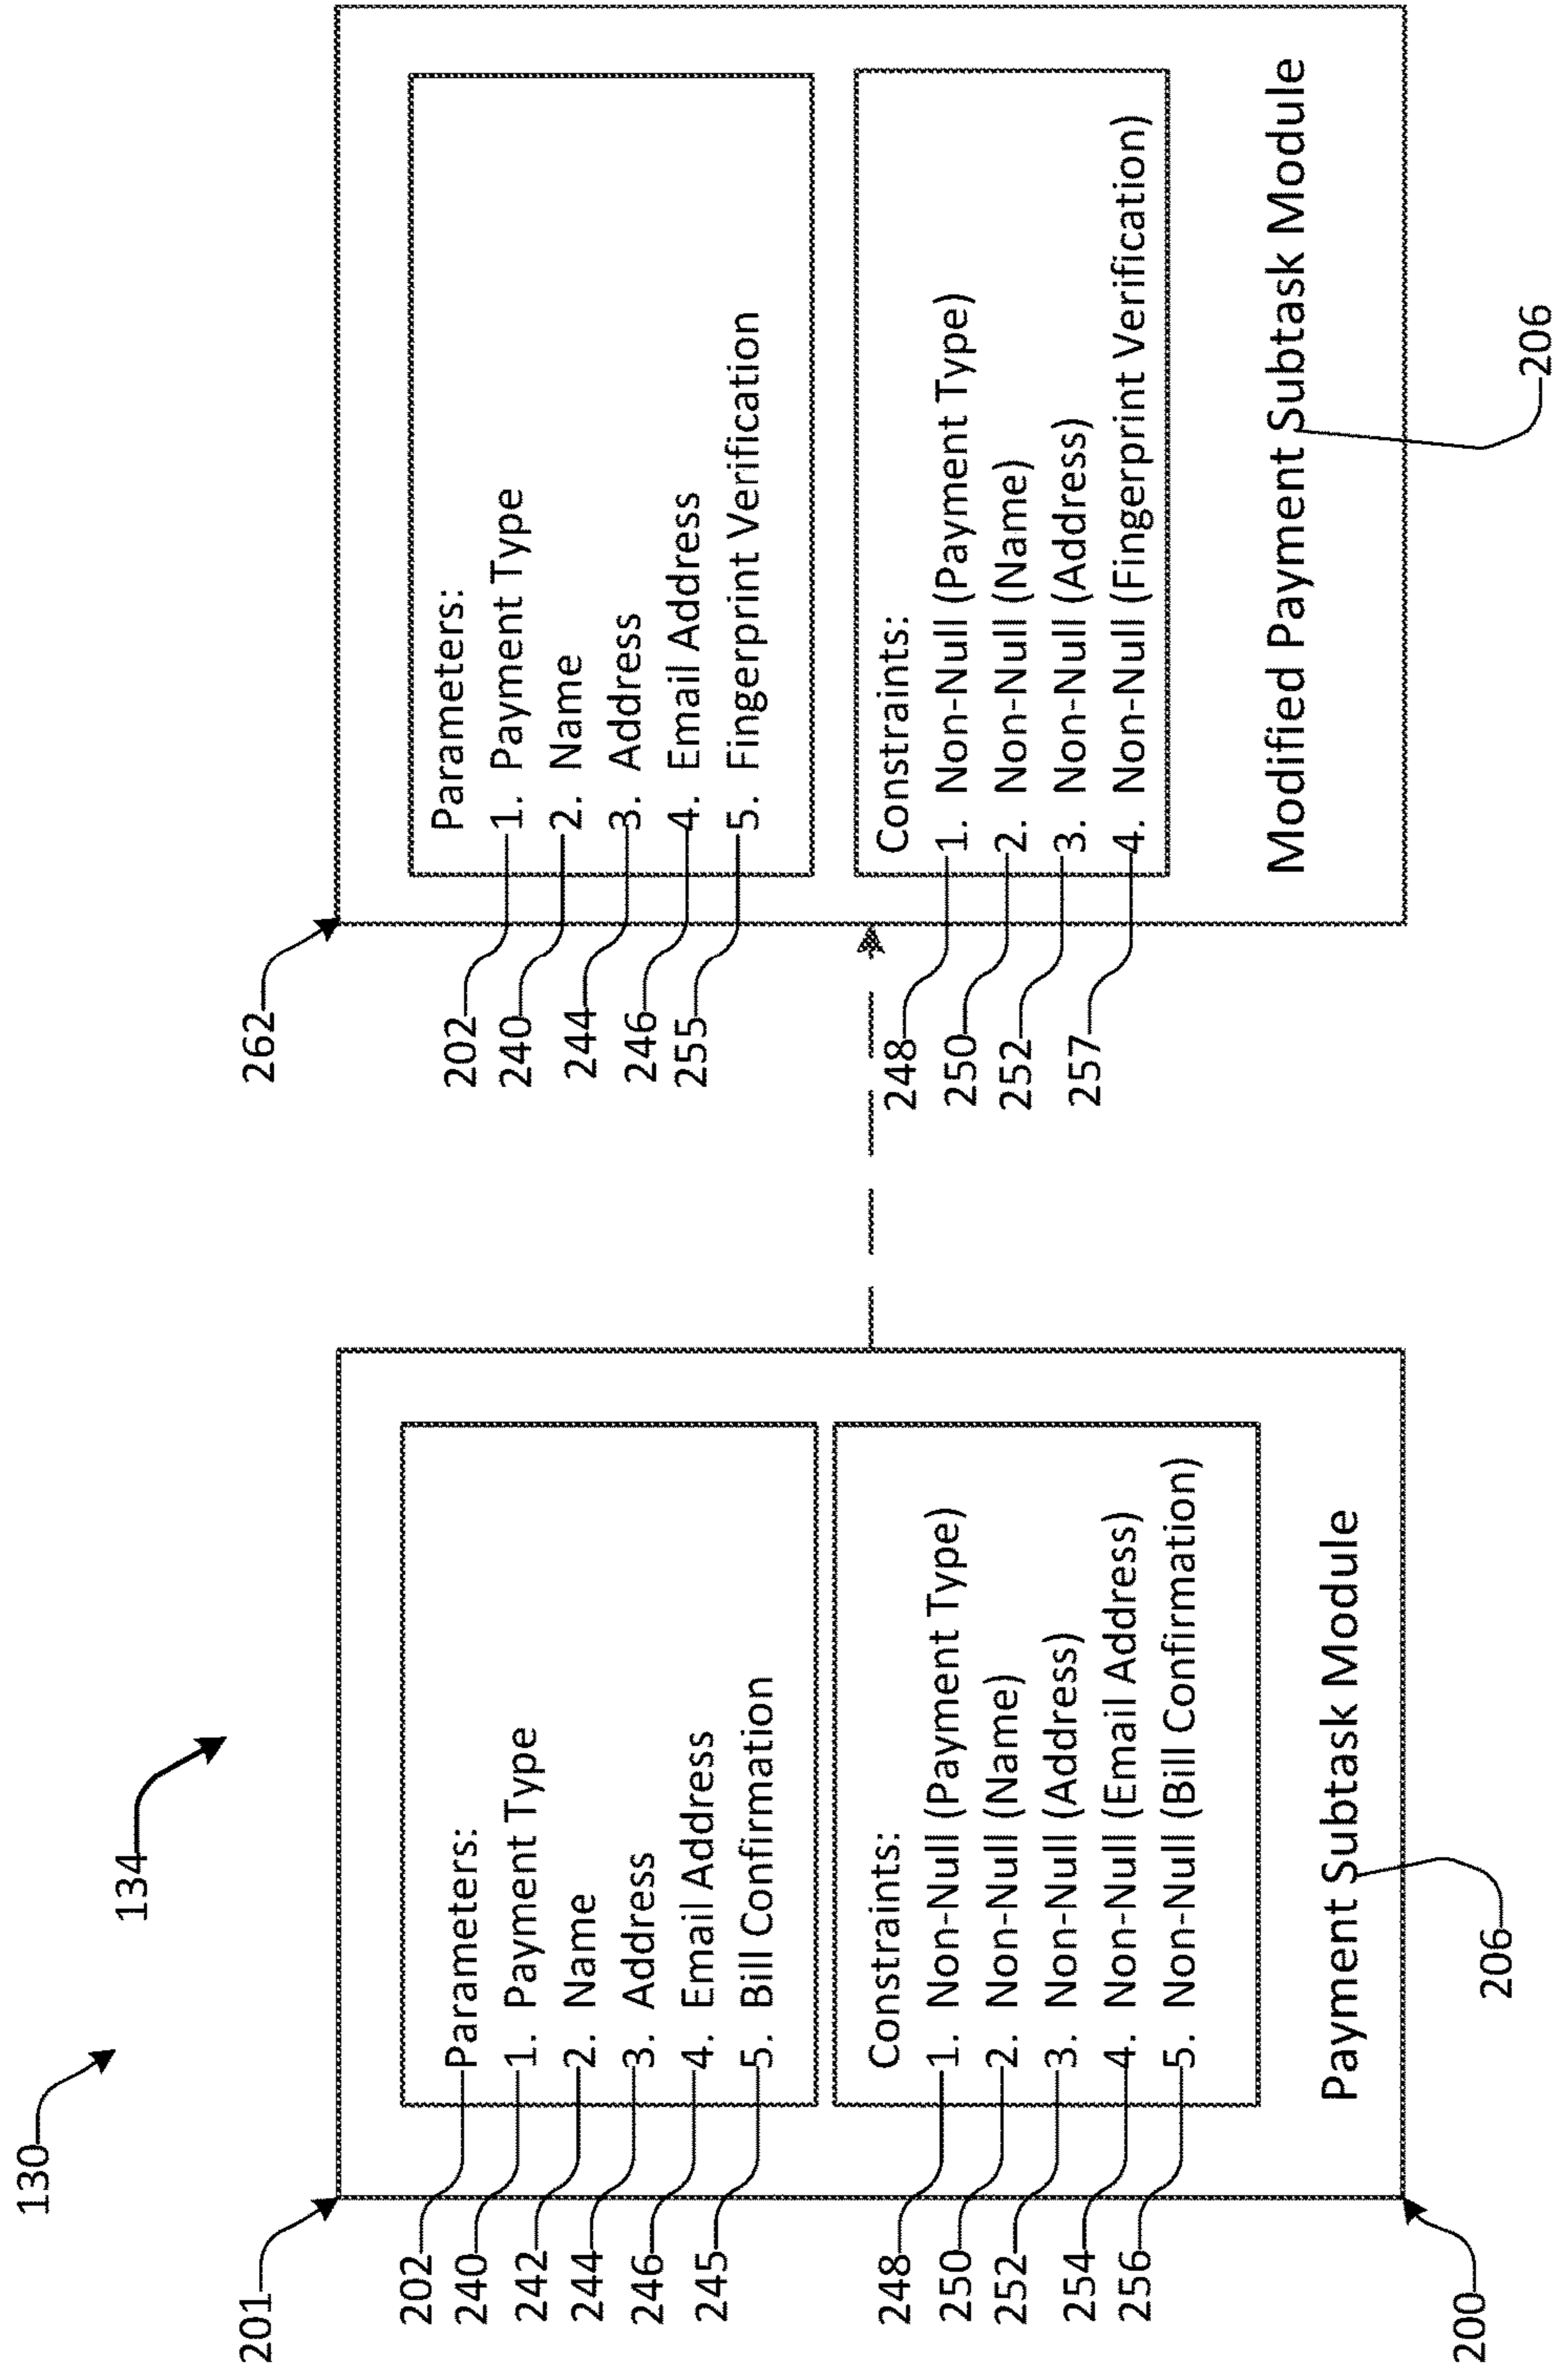 130
134
201
202
Parameters:
240
1. Payment Type
242
2. Name
244
3. Address
246
4. Email Address
245
5. Bill Confirmation
Constraints:
248
1. Non-Null (Payment Type)
250
2. Non-Null (Name)
252
3. Non-Null (Address)
254
4. Non-Null (Email Address)
256
5. Non-Null (Bill Confirmation)
Payment Subtask Module
200
206
262
Parameters:
202
1. Payment Type
240
2. Name
244
3. Address
246
4. Email Address
255
5. Fingerprint Verification
Constraints:
248
1. Non-Null (Payment Type)
250
2. Non-Null (Name)
252
3. Non-Null (Address)
257
4. Non-Null (Fingerprint Verification)
Modified Payment Subtask Module
206